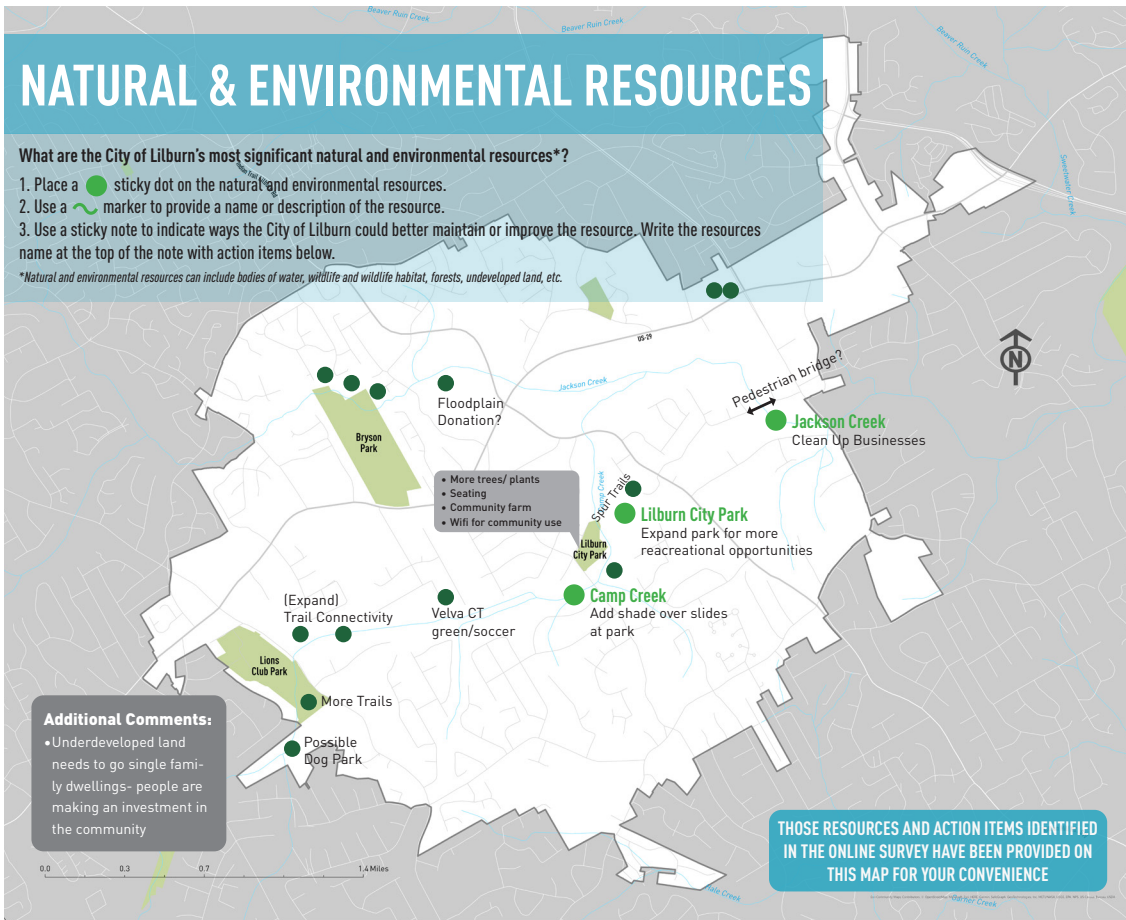 Beaver Ruin Creek
Beaver Ruin Creek
Beaver Ruin Creek
NATURAL & ENVIRONMENTAL RESOURCES
What are the City of Lilburn's most significant natural and environmental resources*?
1. Place a sticky dot on the natural and environmental resources.
2. Use a marker to provide a name or description of the resource.
3. Use a sticky note to indicate ways the City of Lilburn could better maintain or improve the resource. Write the resources
name at the top of the note with action items below.
*Natural and environmental resources can include bodies of water, wildlife and wildlife habitat, forests, undeveloped land, etc.
Sweetwater Creek
US-29
N
Jackson Creek
Pedestrian bridge?
Jackson Creek
Clean Up Businesses
Floodplain
Donation?
Bryson
Park
• More trees/ plants
• Seating
• Community farm
• Wifi for community use
Camp Creek
Spur Trails
Lilburn City Park
Expand park for more
reacreational opportunities
Lilburn
City Park
Camp Creek
Add shade over slides
at park
Velva CT
green/soccer
(Expand)
Trail Connectivity
Lions
Club Park
More Trails
Possible
Dog Park
Additional Comments:
•Underdeveloped land
needs to go single fami-
ly dwellings- people are
making an investment in
the community
0.0 0.3 0.7 1.4 Miles
THOSE RESOURCES AND ACTION ITEMS IDENTIFIED
IN THE ONLINE SURVEY HAVE BEEN PROVIDED ON
THIS MAP FOR YOUR CONVENIENCE
Garner Creek